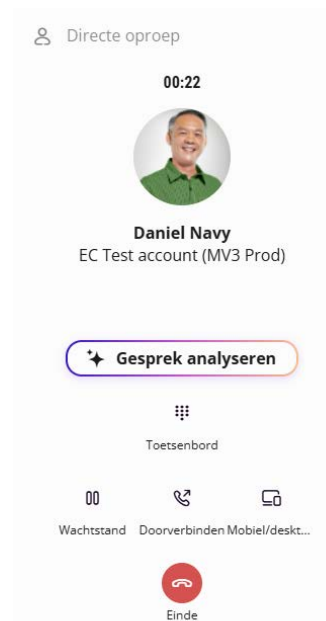 Directe oproep
00:22
Daniel Navy
EC Test account (MV3 Prod)
Gesprek analyseren
Toetsenbord
Wachtstand Doorverbinden Mobiel/deskt...
Einde